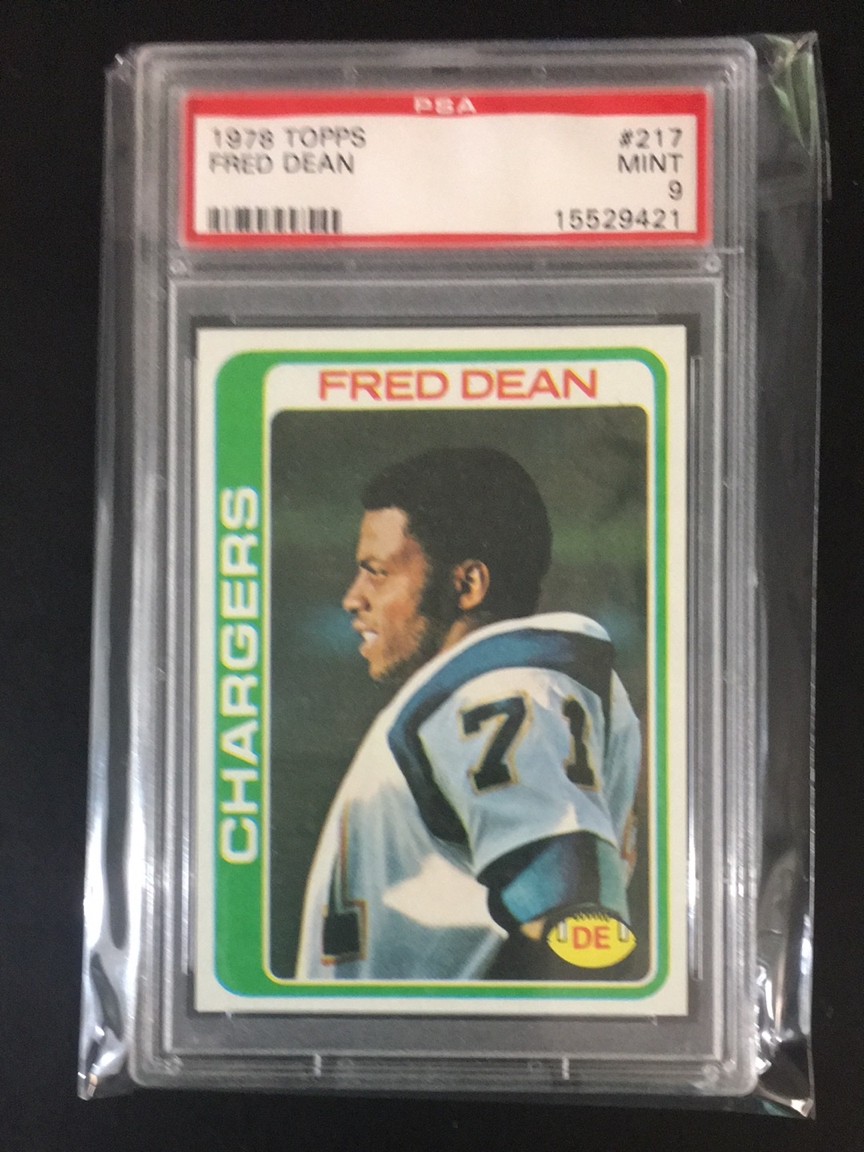 PSA
1978 TOPPS #217
FRED DEAN MINT
9
15529421
FRED DEAN
CHARGERS
71
DE